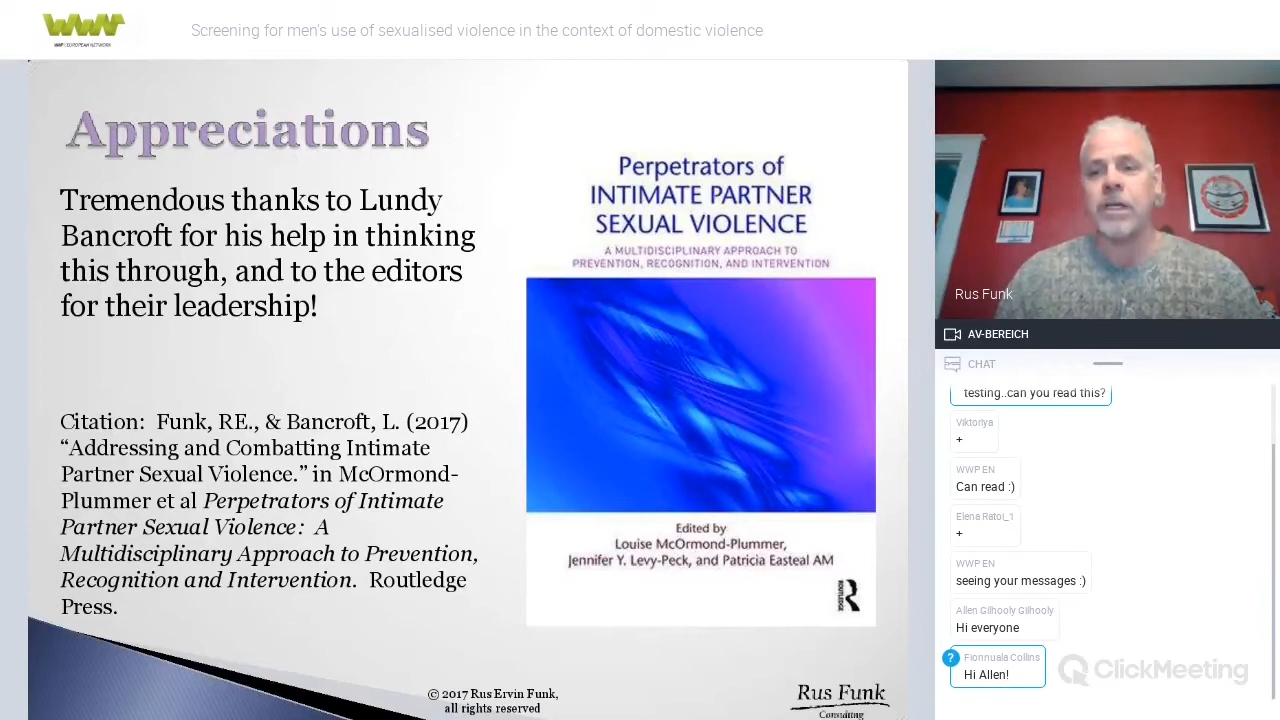 WWP
WWP EUROPEAN NETWORK
Screening for men's use of sexualised violence in the context of domestic violence
Appreciations
Tremendous thanks to Lundy
Bancroft for his help in thinking
this through, and to the editors
for their leadership!
Citation:  Funk, RE., & Bancroft, L. (2017)
“Addressing and Combatting Intimate
Partner Sexual Violence.” in McOrmond-
Plummer et al Perpetrators of Intimate
Partner Sexual Violence:  A
Multidisciplinary Approach to Prevention,
Recognition and Intervention.  Routledge
Press.
Perpetrators of
INTIMATE PARTNER
SEXUAL VIOLENCE
A MULTIDISCIPLINARY APPROACH TO
PREVENTION, RECOGNITION, AND INTERVENTION
Edited by
Louise McOrmond-Plummer,
Jennifer Y. Levy-Peck, and Patricia Easteal AM
ROUTLEDGE
© 2017 Rus Ervin Funk,
all rights reserved
Rus Funk
Consulting
Rus Funk
AV-BEREICH
CHAT
testing..can you read this?
Viktoriya
+
WWP EN
Can read :)
Elena Ratoi_1
+
WWP EN
seeing your messages :)
Allen Gilhooly Gilhooly
Hi everyone
?
Fionnuala Collins
Hi Allen!
ClickMeeting